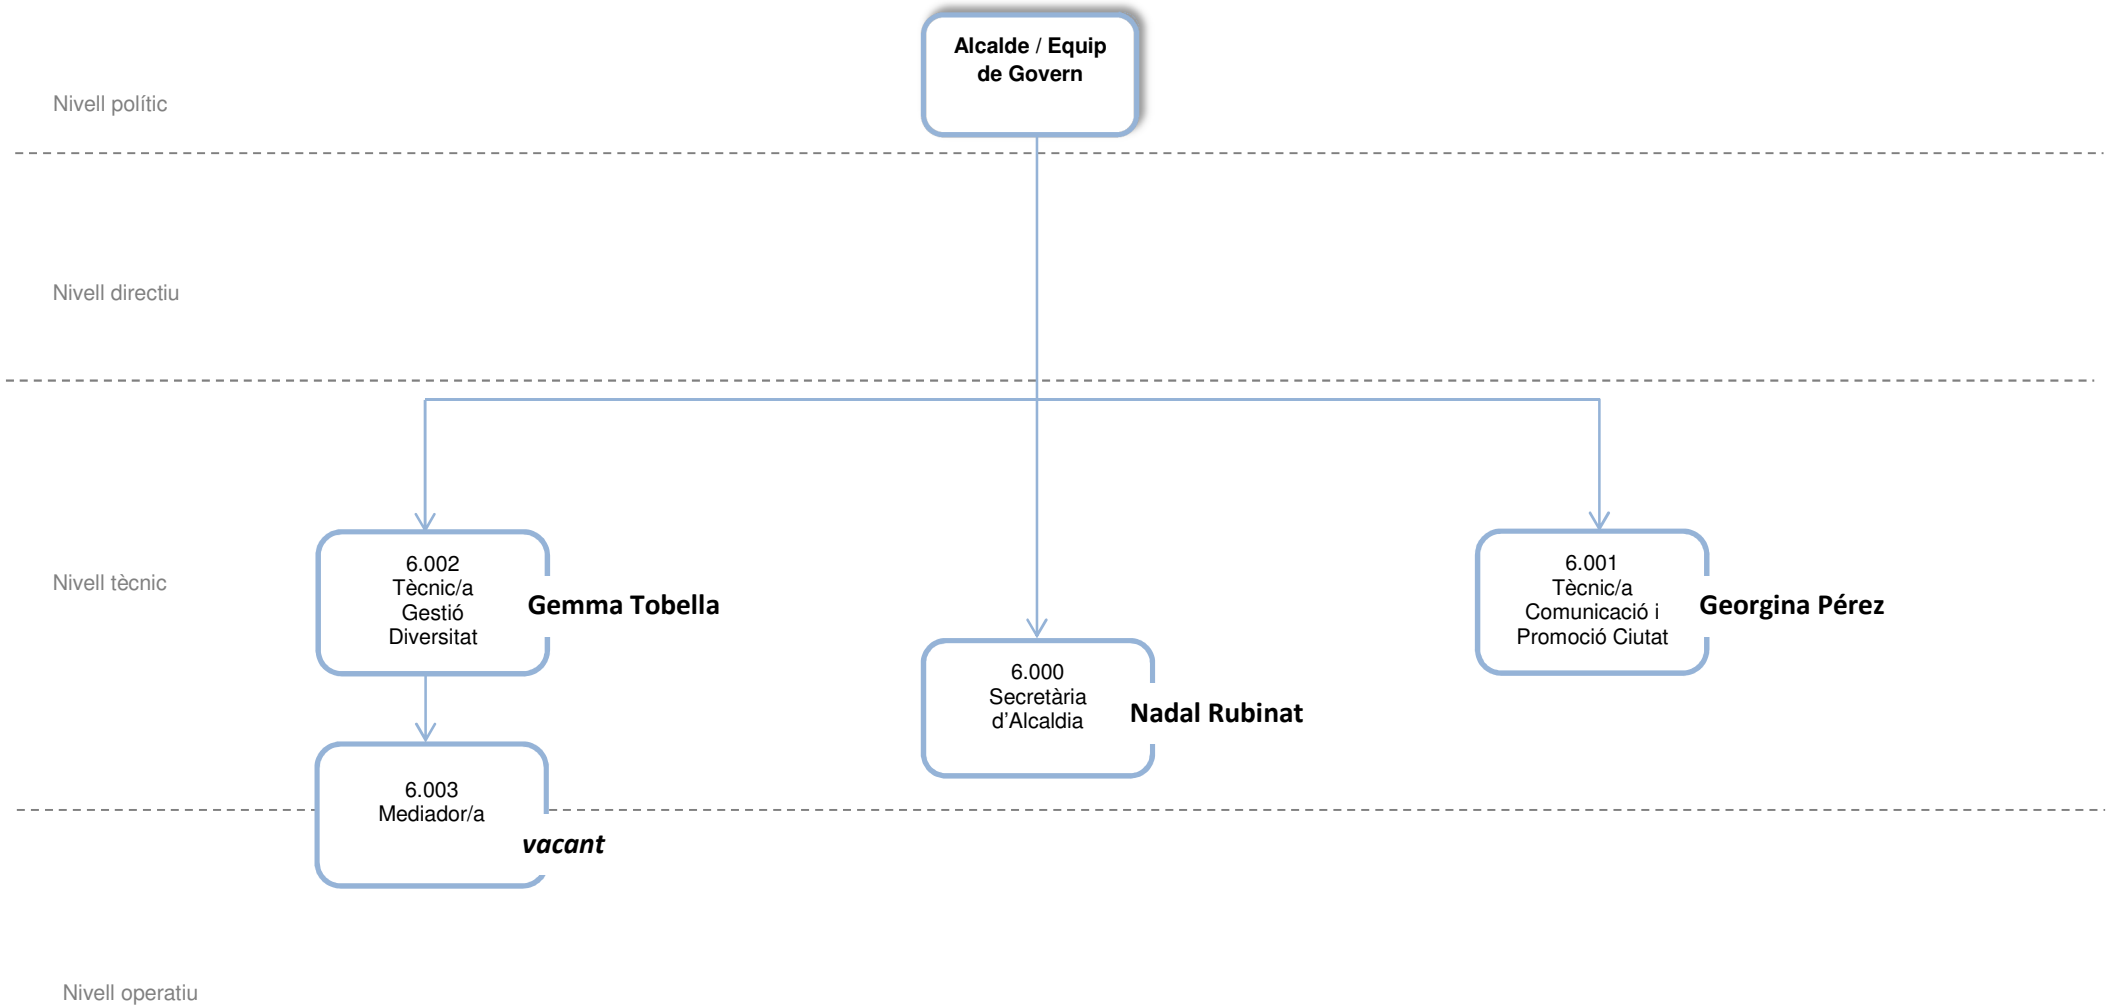 Alcalde / Equip
de Govern
Nivell polític
Nivell directiu
6.002
Tècnic/a
Gestió
Diversitat
Gemma Tobella
6.001
Tècnic/a
Comunicació i
Promoció Ciutat
Georgina Pérez
Nivell tècnic
6.000
Secretària
d’Alcaldia
Nadal Rubinat
6.003
Mediador/a
vacant
Nivell operatiu